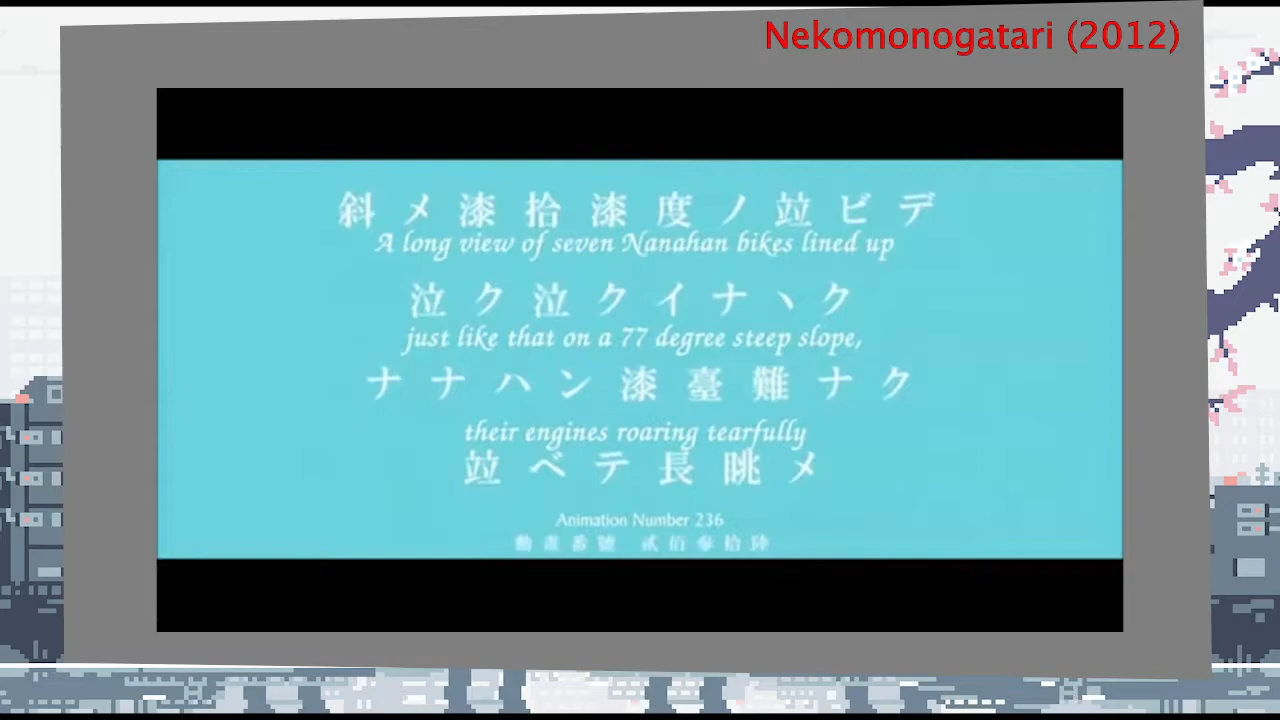 Nekomonogatari (2012)
斜メ漆拾漆度ノ竝ビデ
A long view of seven Nanahan bikes lined up
泣ク泣クイナヽク
just like that on a 77 degree steep slope,
ナナハン漆臺難ナク
their engines roaring tearfully
竝ベテ長眺メ
Animation Number 236
動畫番號 貳佰參拾陸